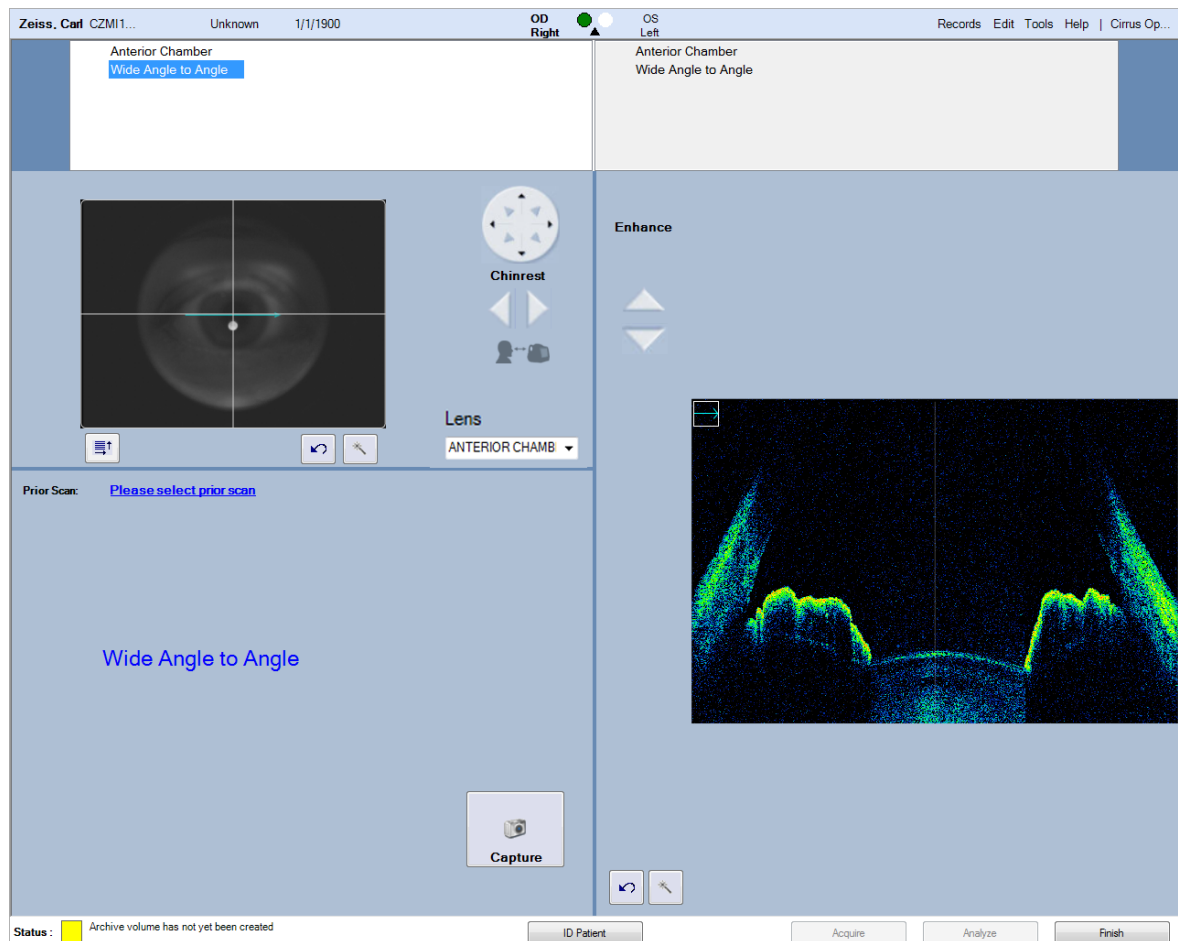 Zeiss, Carl CZMI1... Unknown 1/1/1900 OD Right OS Left Records Edit Tools Help | Cirrus Op...
Anterior Chamber
Wide Angle to Angle
Anterior Chamber
Wide Angle to Angle
Chinrest
Lens
ANTERIOR CHAMB
Enhance
Prior Scan: Please select prior scan
Wide Angle to Angle
Capture
Status : Archive volume has not yet been created
ID Patient
Acquire
Analyze
Finish